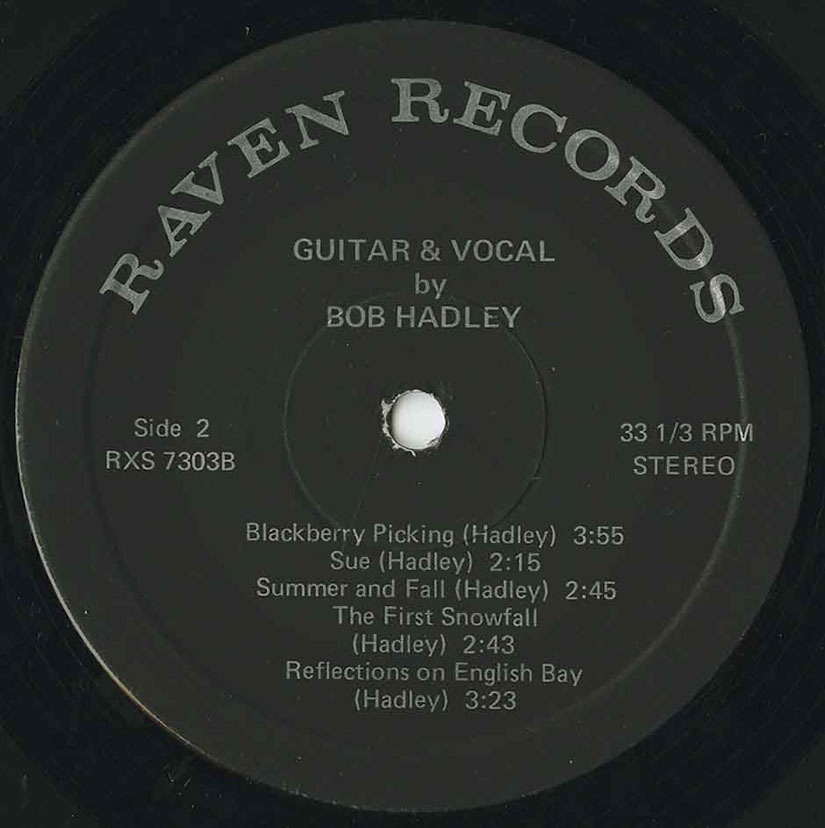 RAVEN RECORDS
GUITAR & VOCAL
by
BOB HADLEY
Side 2
RXS 7303B
33 1/3 RPM
STEREO
Blackberry Picking (Hadley) 3:55
Sue (Hadley) 2:15
Summer and Fall (Hadley) 2:45
The First Snowfall
(Hadley) 2:43
Reflections on English Bay
(Hadley) 3:23